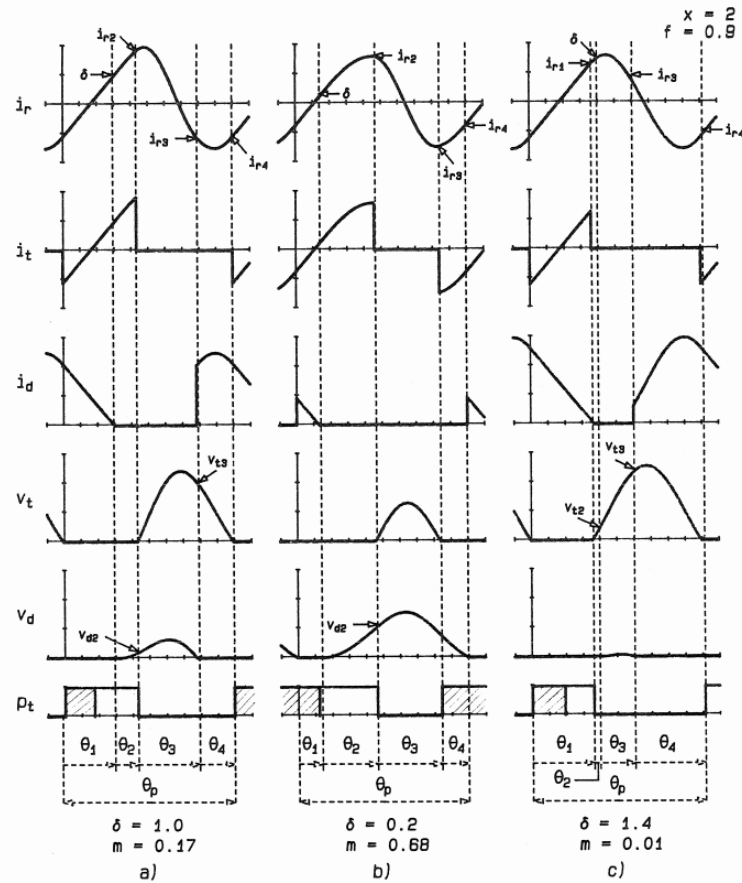 x = 2
f = 0.9
i_r
i_r2
δ
i_r3
i_r4
i_r2
δ
i_r3
i_r4
δ
i_r1
i_r3
i_r4
i_t
i_d
v_t
v_t3
v_t3
v_t2
v_d
v_d2
v_d2
p_t
θ_1 θ_2 θ_3 θ_4
θ_p
θ_1 θ_2 θ_3 θ_4
θ_p
θ_1 θ_3 θ_4
θ_2 θ_p
δ = 1.0
m = 0.17
a)
δ = 0.2
m = 0.68
b)
δ = 1.4
m = 0.01
c)